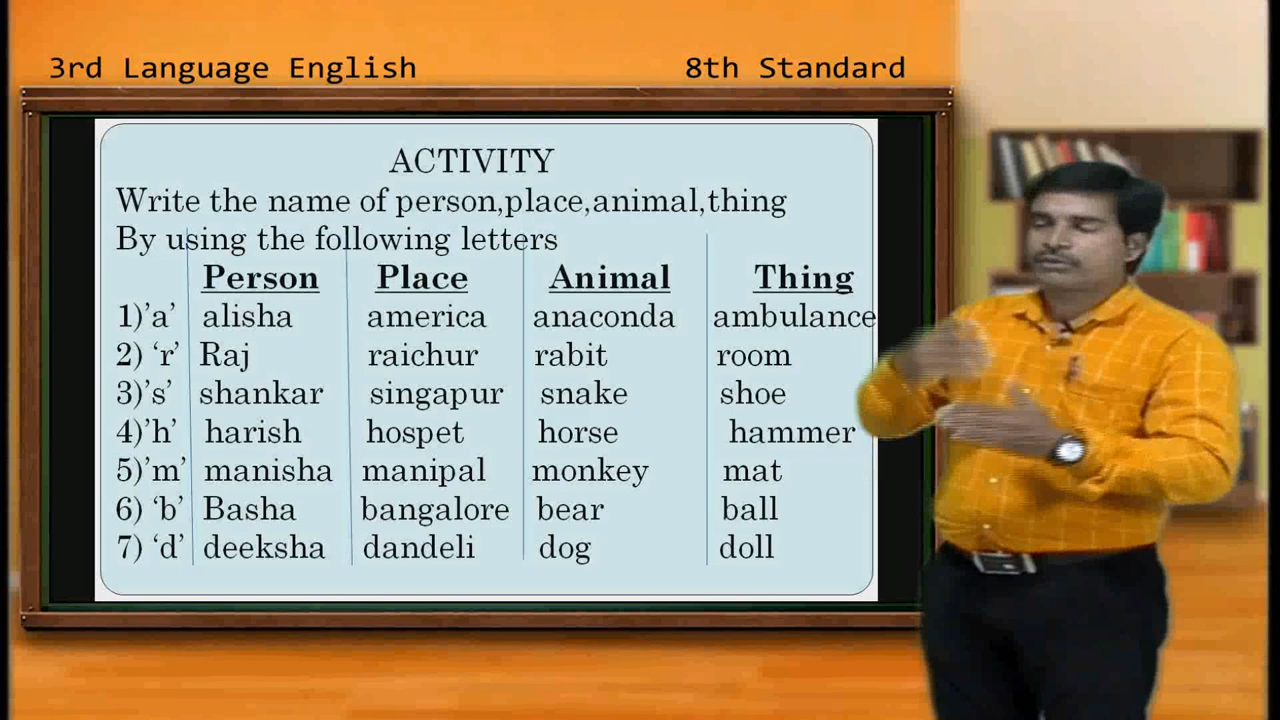 3rd Language English 8th Standard
ACTIVITY
Write the name of person,place,animal,thing
By using the following letters
Person Place Animal Thing
1)’a’ alisha america anaconda ambulance
2) ‘r’ Raj raichur rabit room
3)’s’ shankar singapur snake shoe
4)’h’ harish hospet horse hammer
5)’m’ manisha manipal monkey mat
6) ‘b’ Basha bangalore bear ball
7) ‘d’ deeksha dandeli dog doll